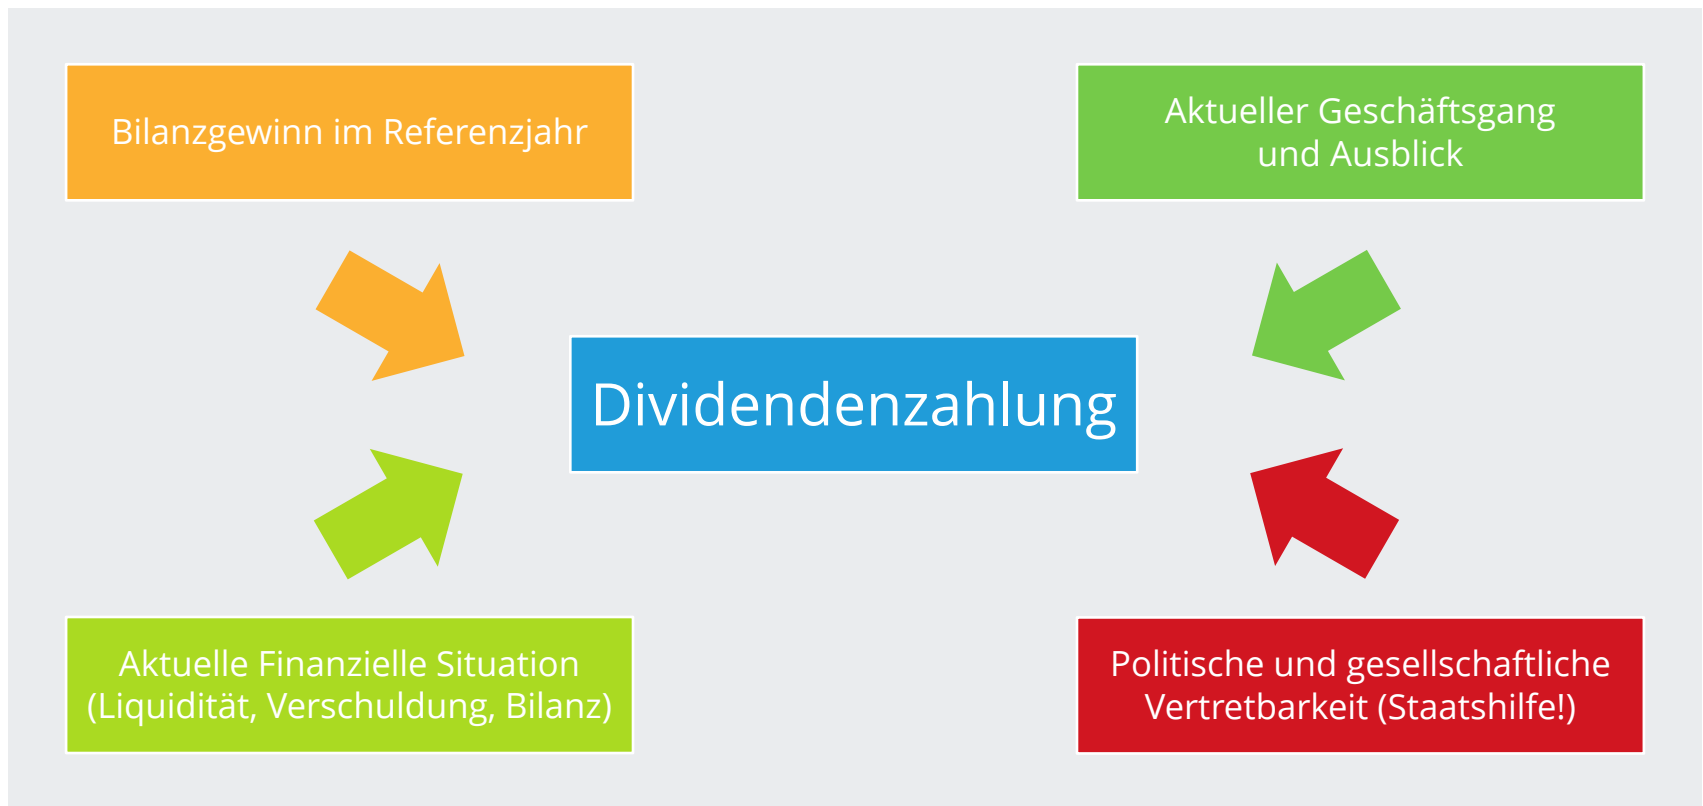 Bilanzgewinn im Referenzjahr
Aktueller Geschäftsgang
und Ausblick
Dividendenzahlung
Aktuelle Finanzielle Situation
(Liquidität, Verschuldung, Bilanz)
Politische und gesellschaftliche
Vertretbarkeit (Staatshilfe!)